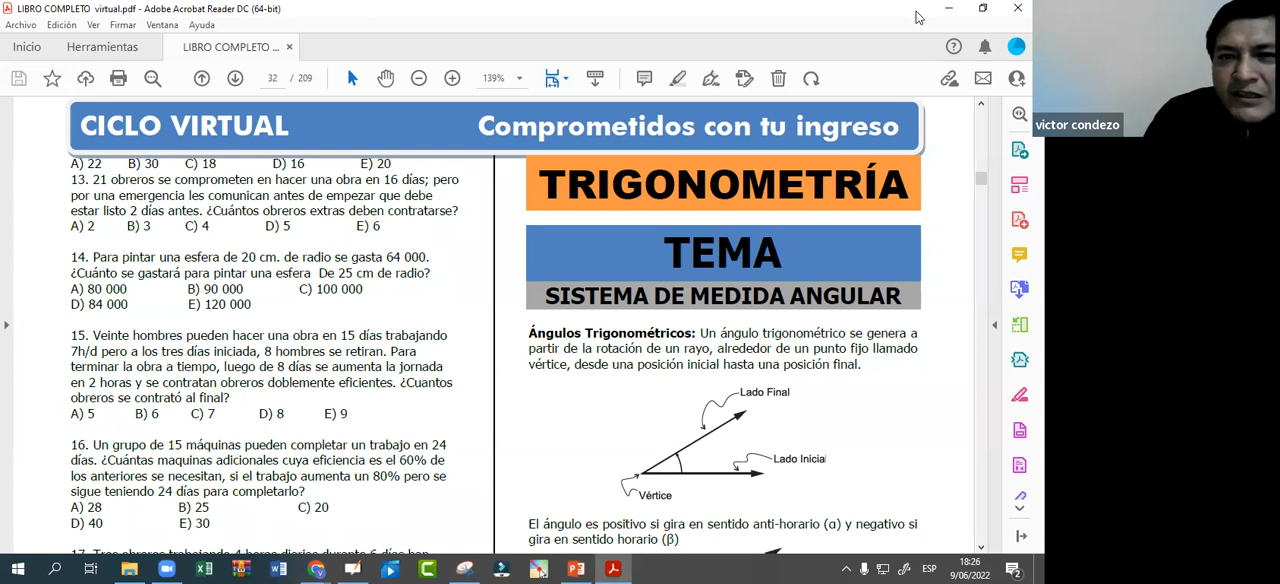 LIBRO COMPLETO virtual.pdf - Adobe Acrobat Reader DC (64-bit)
Archivo Edición Ver Firmar Ventana Ayuda
Inicio Herramientas LIBRO COMPLETO ... ×
32 / 209 139%
victor condezo
CICLO VIRTUAL Comprometidos con tu ingreso
A) 22 B) 30 C) 18 D) 16 E) 20
13. 21 obreros se comprometen en hacer una obra en 16 días; pero
por una emergencia les comunican antes de empezar que debe
estar listo 2 días antes. ¿Cuántos obreros extras deben contratarse?
A) 2 B) 3 C) 4 D) 5 E) 6
14. Para pintar una esfera de 20 cm. de radio se gasta 64 000.
¿Cuánto se gastará para pintar una esfera De 25 cm de radio?
A) 80 000 B) 90 000 C) 100 000
D) 84 000 E) 120 000
15. Veinte hombres pueden hacer una obra en 15 días trabajando
7h/d pero a los tres días iniciada, 8 hombres se retiran. Para
terminar la obra a tiempo, luego de 8 días se aumenta la jornada
en 2 horas y se contratan obreros doblemente eficientes. ¿Cuantos
obreros se contrató al final?
A) 5 B) 6 C) 7 D) 8 E) 9
16. Un grupo de 15 máquinas pueden completar un trabajo en 24
días. ¿Cuántas maquinas adicionales cuya eficiencia es el 60% de
los anteriores se necesitan, si el trabajo aumenta un 80% pero se
sigue teniendo 24 días para completarlo?
A) 28 B) 25 C) 20
D) 40 E) 30
17. Tres obreros trabajando 4 horas diarias durante 6 días han
TRIGONOMETRÍA
TEMA
SISTEMA DE MEDIDA ANGULAR
Ángulos Trigonométricos: Un ángulo trigonométrico se genera a
partir de la rotación de un rayo, alrededor de un punto fijo llamado
vértice, desde una posición inicial hasta una posición final.
Lado Final
Lado Inicial
Vértice
El ángulo es positivo si gira en sentido anti-horario (α) y negativo si
gira en sentido horario (β)
ESP
18:26
9/06/2022
2